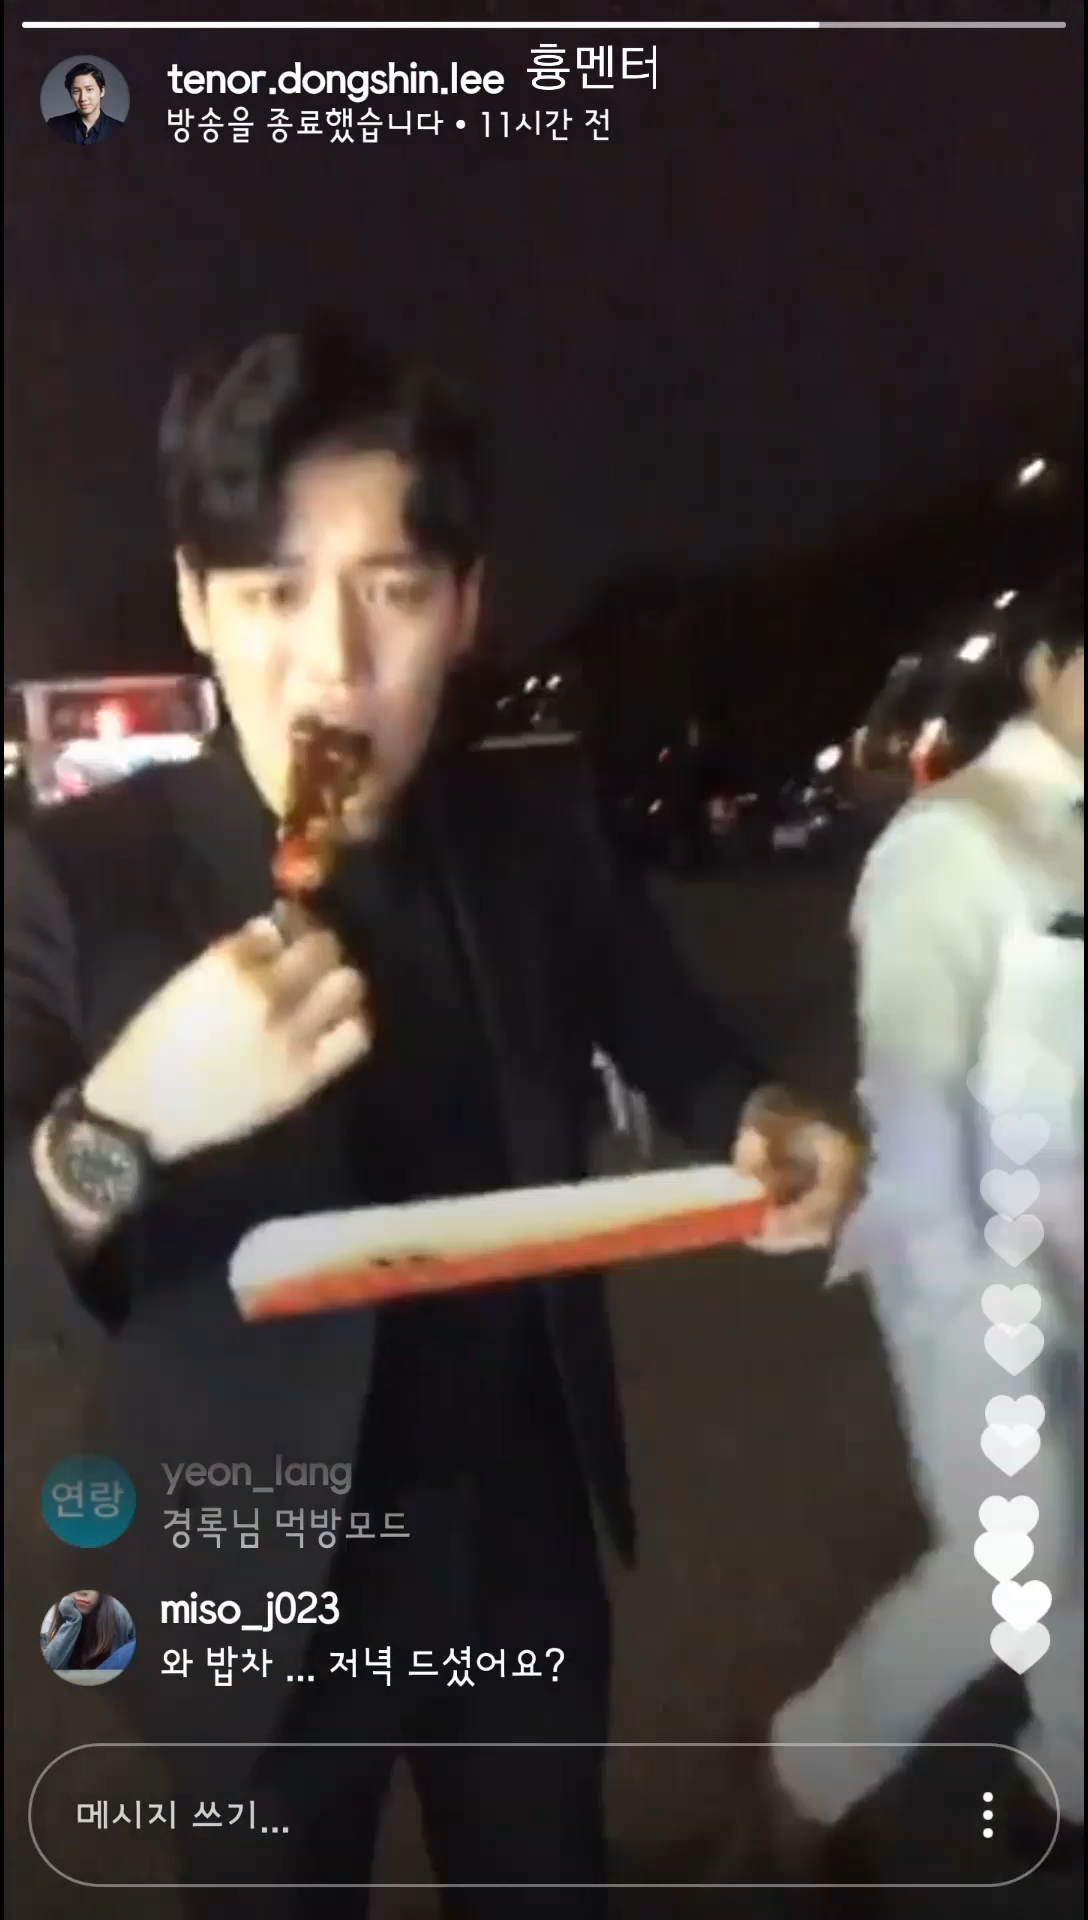 tenor.dongshin.lee 흉멘터
방송을 종료했습니다 • 11시간 전
연랑
yeon_lang
경록님 먹방모드
miso_j023
와 밥차 ... 저녁 드셨어요?
메시지 쓰기...